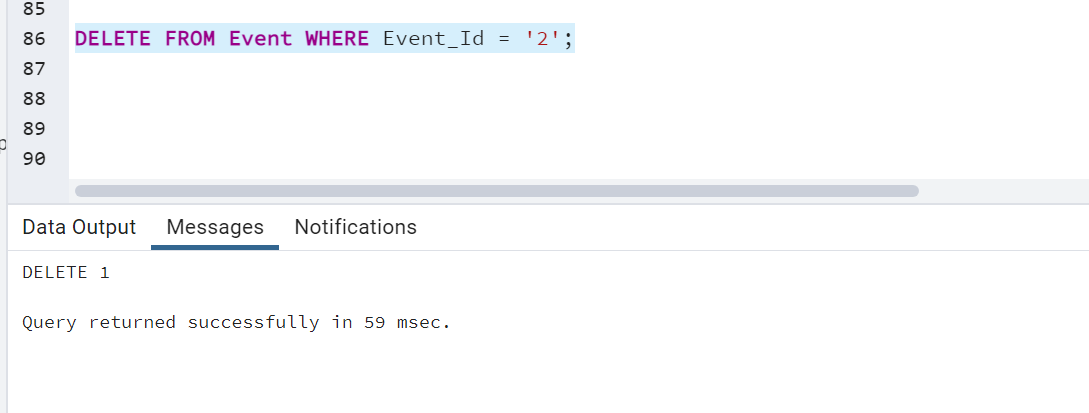 85
86 DELETE FROM Event WHERE Event_Id = '2';
87
88
89
90
p
Data Output Messages Notifications
DELETE 1
Query returned successfully in 59 msec.